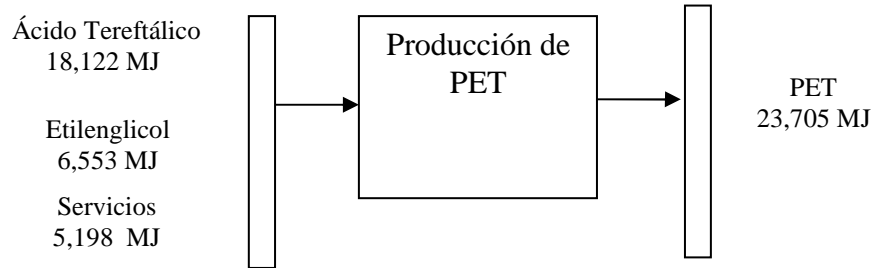 Ácido Tereftálico
18,122 MJ
Etilenglicol
6,553 MJ
Servicios
5,198 MJ
Producción de
PET
PET
23,705 MJ